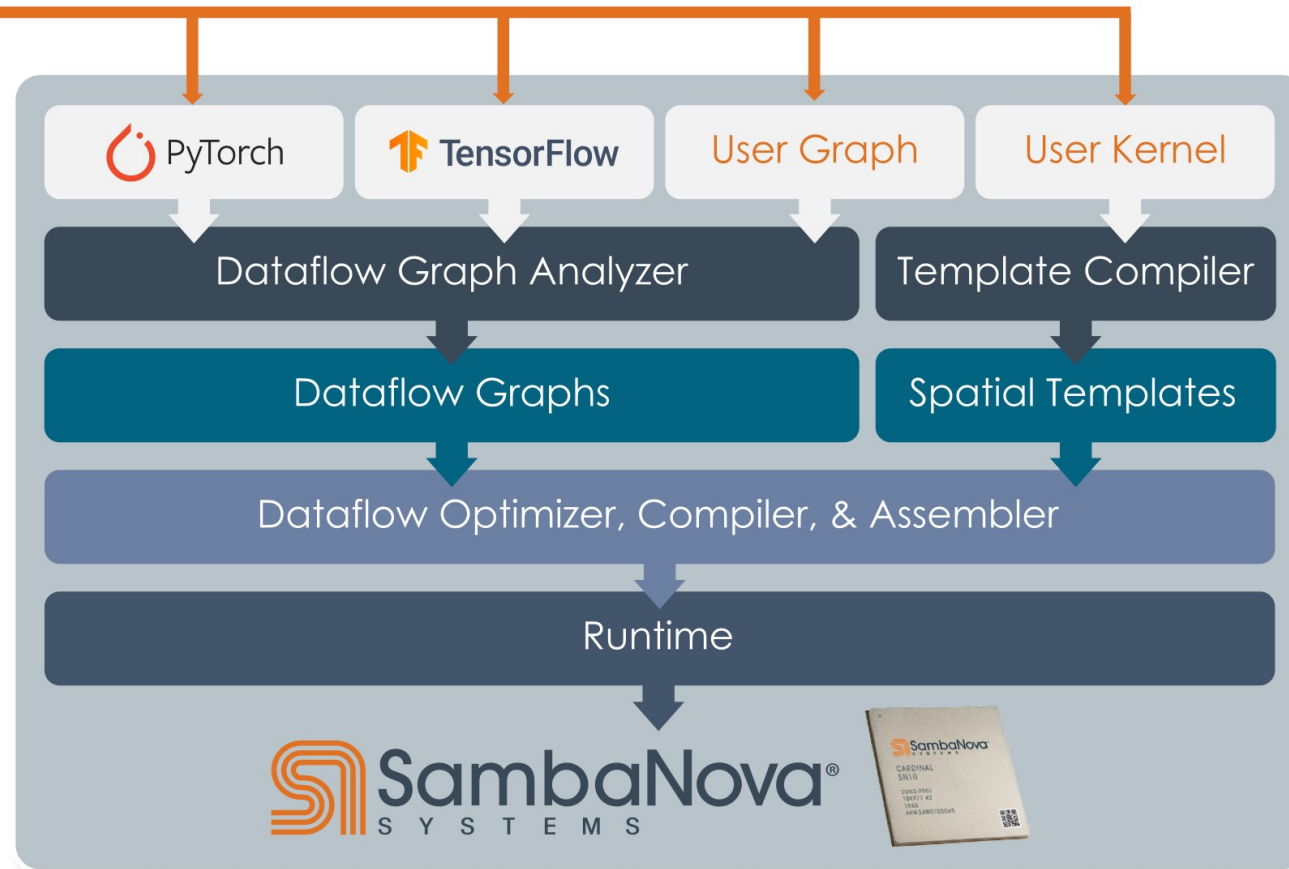 PyTorch
TensorFlow
User Graph
User Kernel
Dataflow Graph Analyzer
Template Compiler
Dataflow Graphs
Spatial Templates
Dataflow Optimizer, Compiler, & Assembler
Runtime
SambaNova®
SYSTEMS
SambaNova
SYSTEMS
CARDINAL
SN10